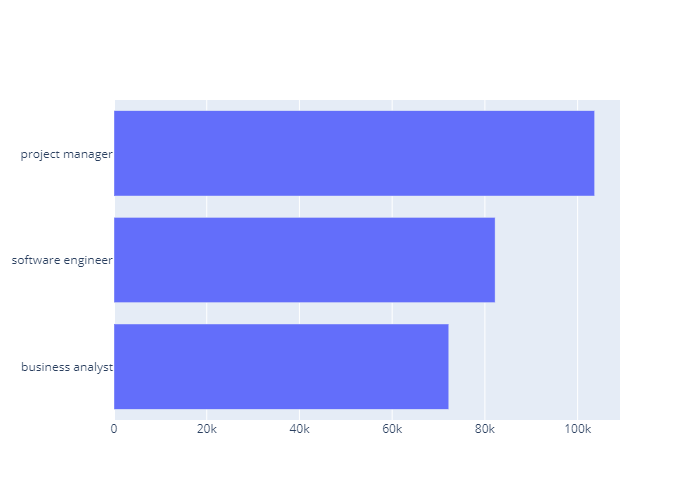 project manager
software engineer
business analyst
0 20k 40k 60k 80k 100k